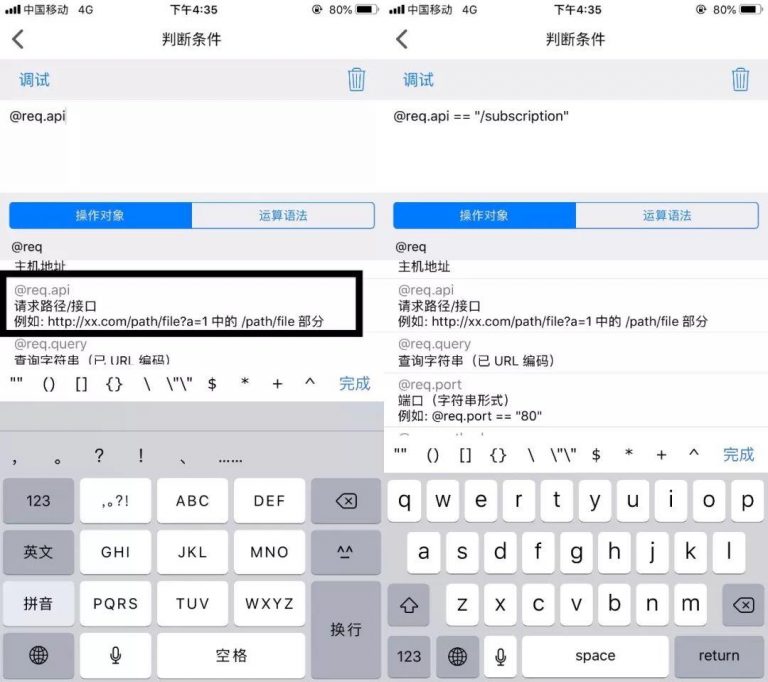 中国移动 4G 下午4:35 80%
判断条件
调试
@req.api
操作对象 运算语法
@req
主机地址
@req.api
请求路径/接口
例如: http://xx.com/path/file?a=1 中的 /path/file 部分
@req.query
查询字符串（已 URL 编码）
"" () [] {} \ \"\" $ * + ^ 完成
， 。 ？ ！ 、 ……
123 ,。?! ABC DEF
英文 GHI JKL MNO ^^
拼音 PQRS TUV WXYZ 换行
空格
中国移动 4G 下午4:35 80%
判断条件
调试
@req.api == "/subscription"
操作对象 运算语法
@req
主机地址
@req.api
请求路径/接口
例如: http://xx.com/path/file?a=1 中的 /path/file 部分
@req.query
查询字符串（已 URL 编码）
@req.port
端口（字符串形式）
例如: @req.port == "80"
"" () [] {} \ \"\" $ * + ^ 完成
q w e r t y u i o p
a s d f g h j k l
z x c v b n m
123 space return